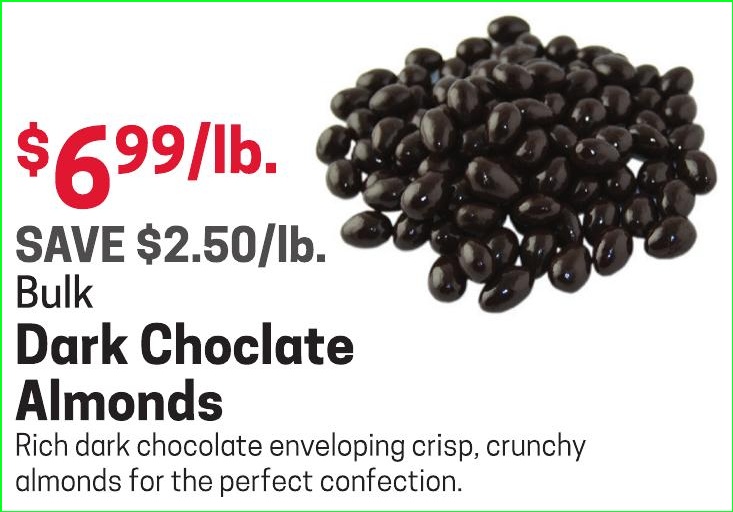 $6.99/lb.
SAVE $2.50/lb.
Bulk
Dark Choclate
Almonds
Rich dark chocolate enveloping crisp, crunchy
almonds for the perfect confection.